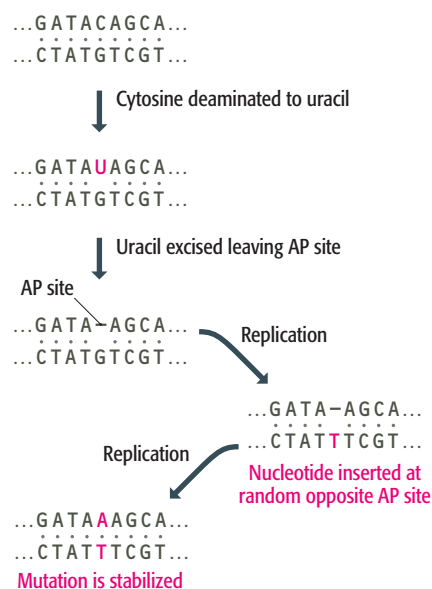 ...GATACAGCA...
...CTATGTCGT...
Cytosine deaminated to uracil
...GATAUAGCA...
...CTATGTCGT...
Uracil excised leaving AP site
AP site
...GATA–AGCA...
...CTATGTCGT...
Replication
...GATA–AGCA...
...CTATTTCGT...
Nucleotide inserted at
random opposite AP site
Replication
...GATAAAGCA...
...CTATTTCGT...
Mutation is stabilized